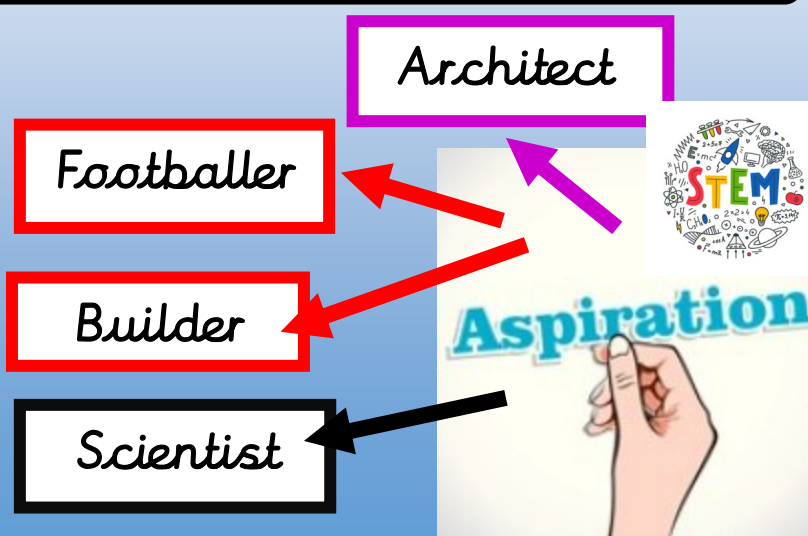 Architect
Footballer
STEM
Builder
Aspiration
Scientist